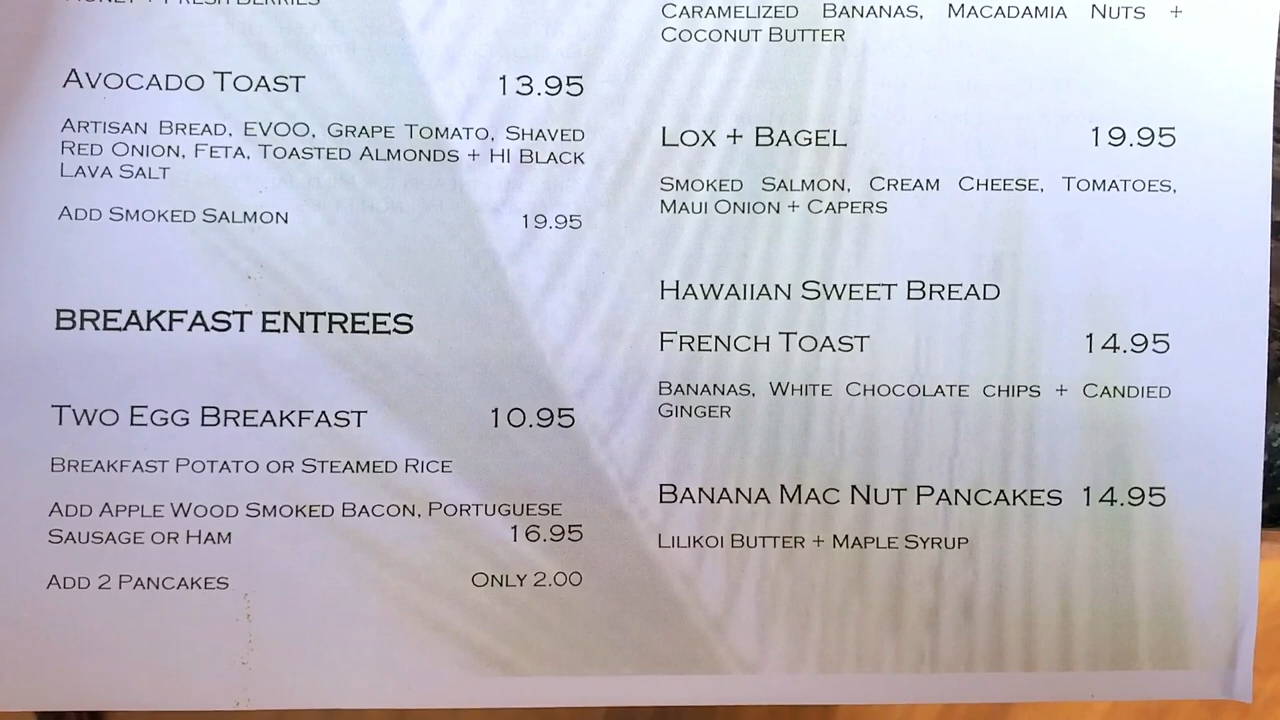 HONEY + FRESH BERRIES
AVOCADO TOAST 13.95
ARTISAN BREAD, EVOO, GRAPE TOMATO, SHAVED
RED ONION, FETA, TOASTED ALMONDS + HI BLACK
LAVA SALT
ADD SMOKED SALMON 19.95
BREAKFAST ENTREES
TWO EGG BREAKFAST 10.95
BREAKFAST POTATO OR STEAMED RICE
ADD APPLE WOOD SMOKED BACON, PORTUGUESE
SAUSAGE OR HAM 16.95
ADD 2 PANCAKES ONLY 2.00
CARAMELIZED BANANAS, MACADAMIA NUTS +
COCONUT BUTTER
LOX + BAGEL 19.95
SMOKED SALMON, CREAM CHEESE, TOMATOES,
MAUI ONION + CAPERS
HAWAIIAN SWEET BREAD
FRENCH TOAST 14.95
BANANAS, WHITE CHOCOLATE CHIPS + CANDIED
GINGER
BANANA MAC NUT PANCAKES 14.95
LILIKOI BUTTER + MAPLE SYRUP